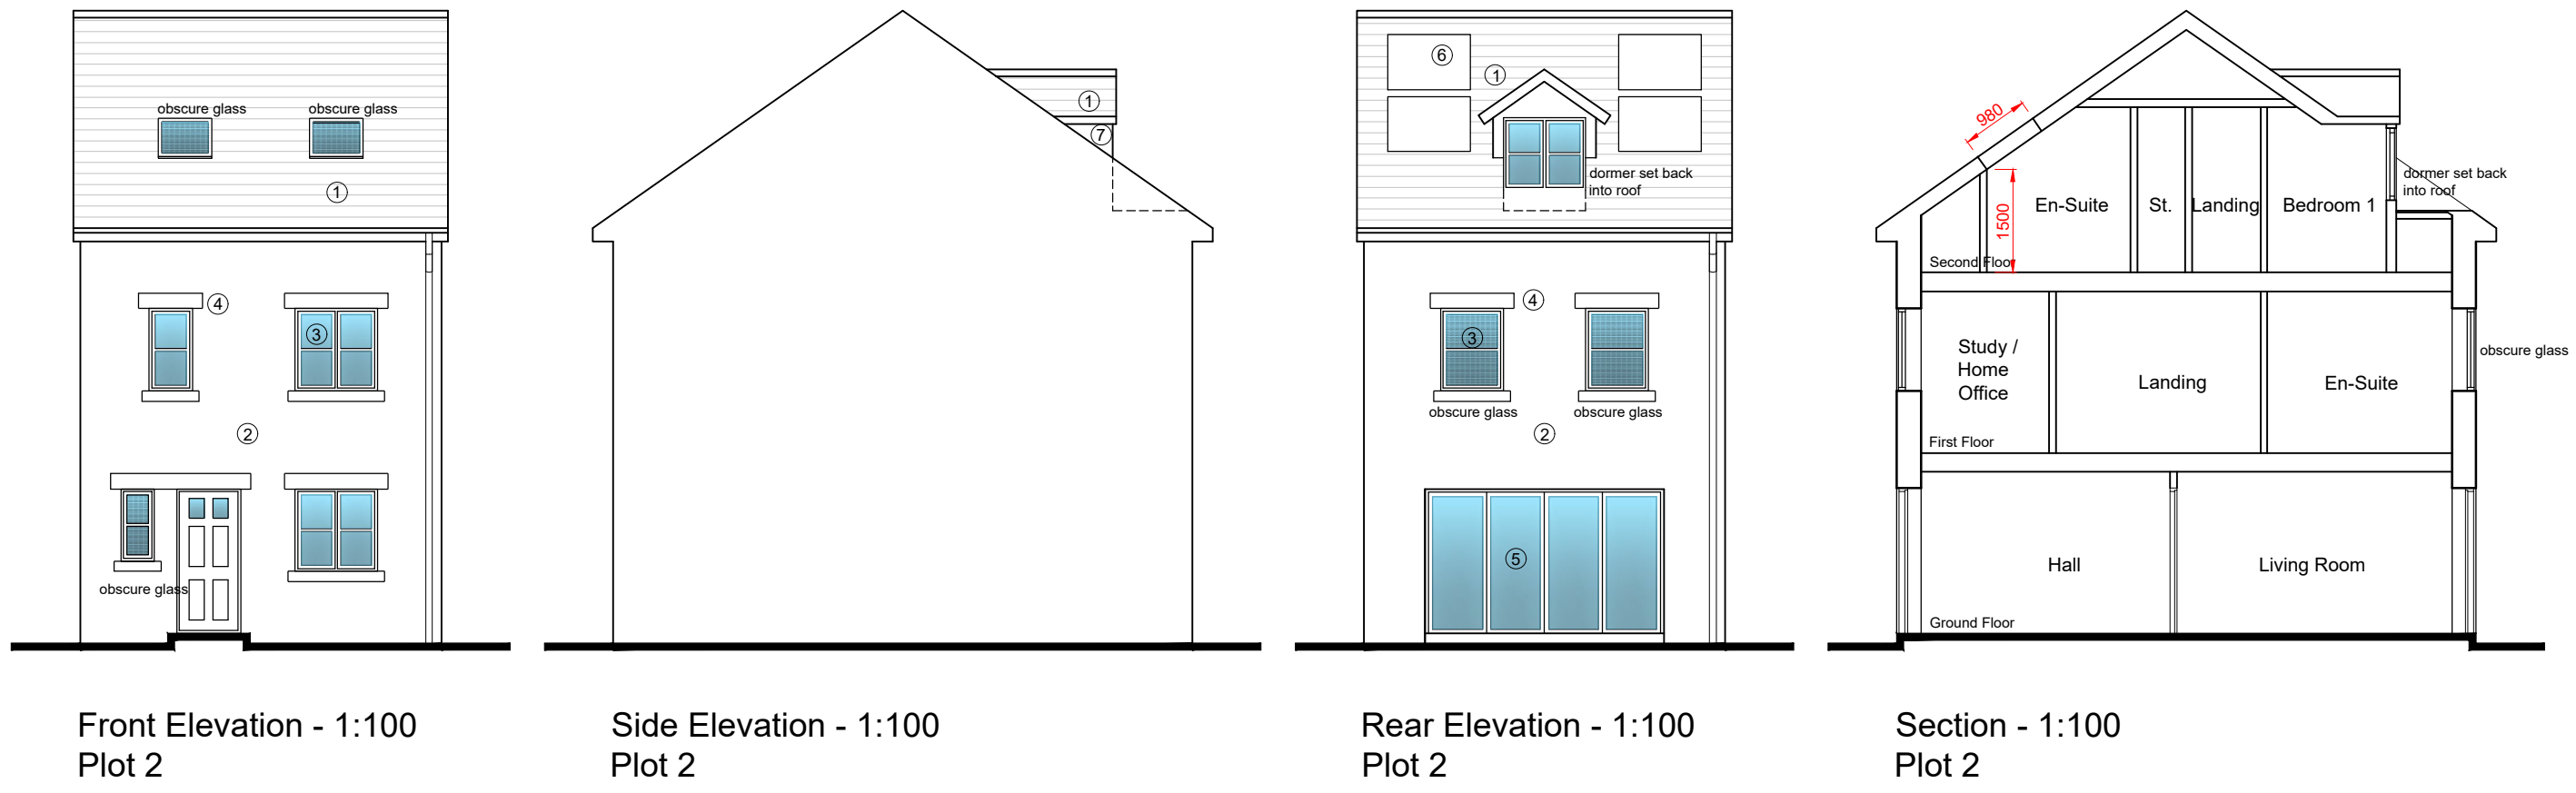 obscure glass
obscure glass
1
4
3
2
obscure glass
Front Elevation - 1:100
Plot 2
1
7
Side Elevation - 1:100
Plot 2
6
1
dormer set back
into roof
4
3
obscure glass
obscure glass
2
5
Rear Elevation - 1:100
Plot 2
980
1500
En-Suite
St.
Landing
Bedroom 1
dormer set back
into roof
Second Floor
Study /
Home
Office
Landing
En-Suite
obscure glass
First Floor
Hall
Living Room
Ground Floor
Section - 1:100
Plot 2